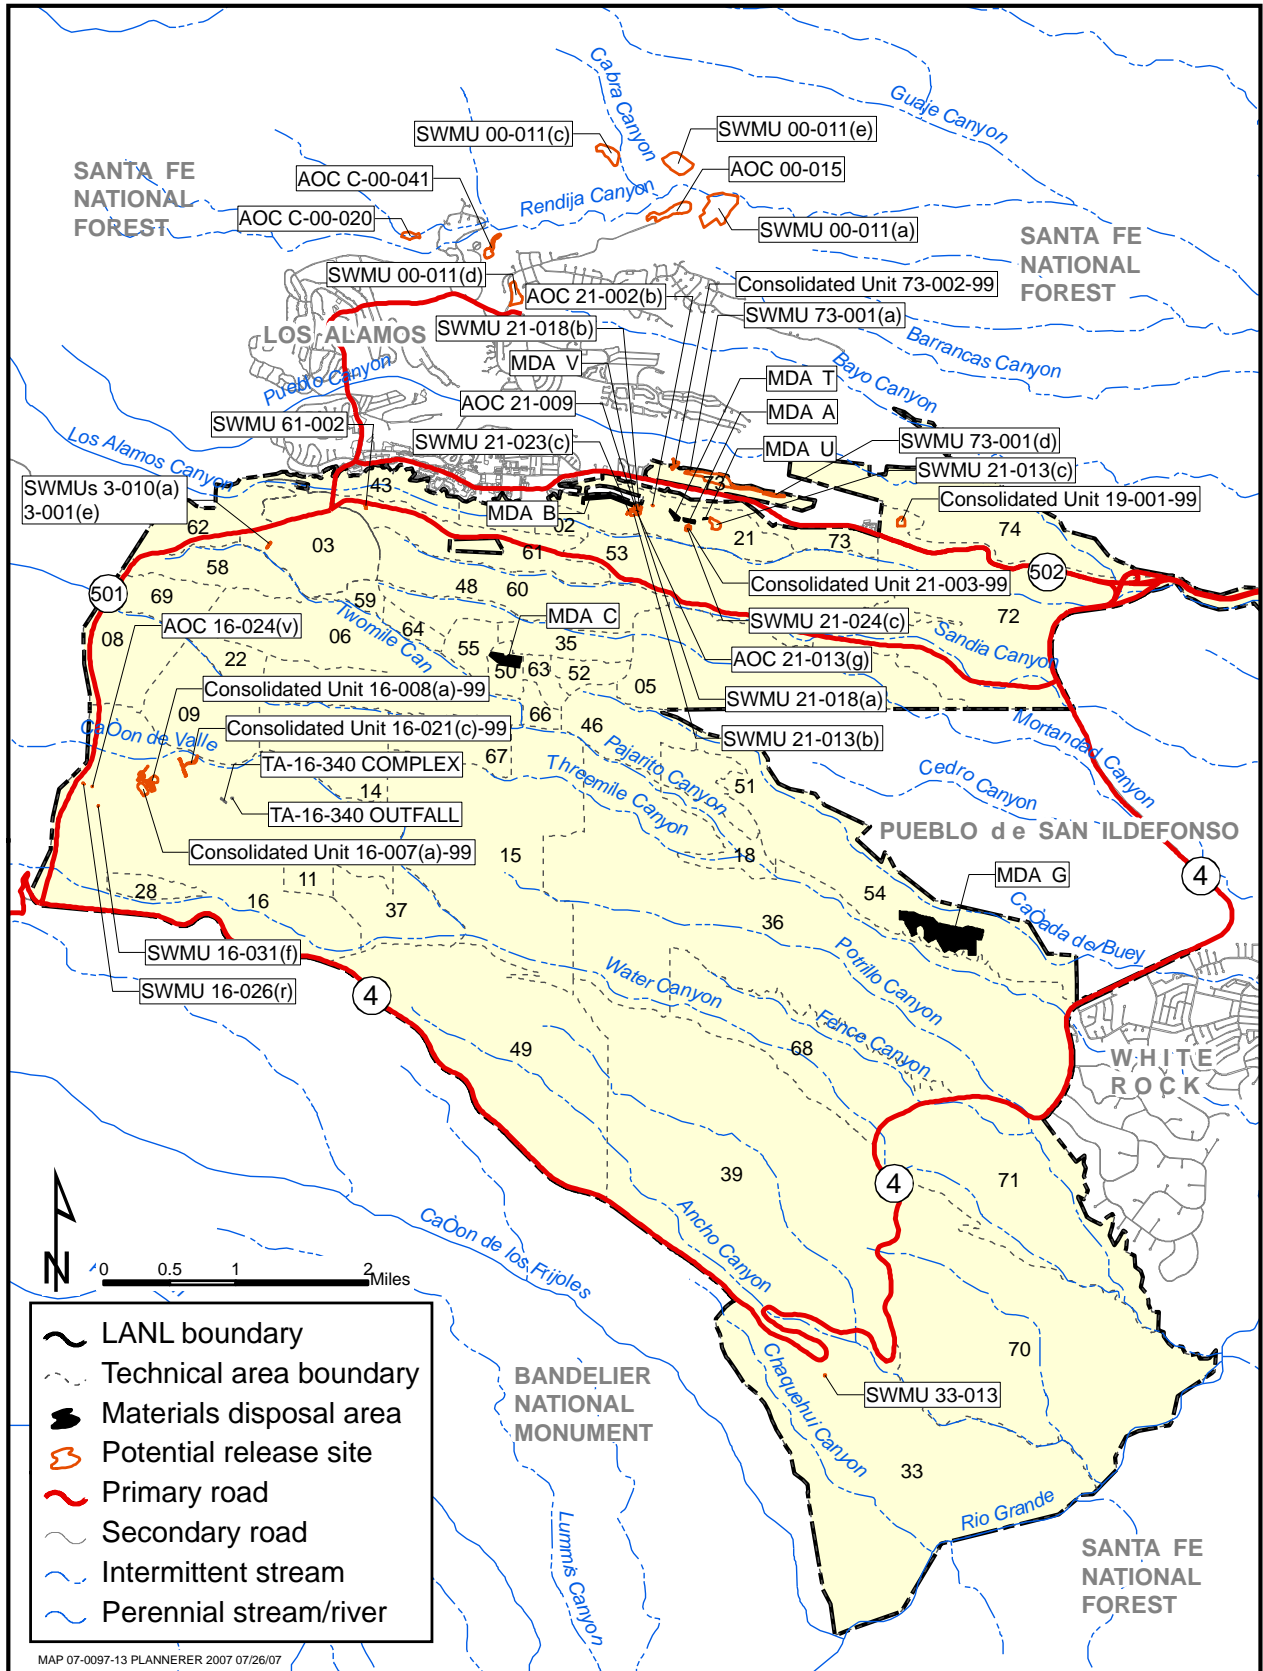 Cabra Canyon
Guaje Canyon
SWMU 00-011(c)
SWMU 00-011(e)
SANTA FE
NATIONAL
FOREST
AOC C-00-041
AOC 00-015
Rendija Canyon
AOC C-00-020
SWMU 00-011(a)
SANTA FE
NATIONAL
FOREST
SWMU 00-011(d)
Consolidated Unit 73-002-99
AOC 21-002(b)
SWMU 73-001(a)
LOS ALAMOS
SWMU 21-018(b)
Barrancas Canyon
MDA V
Bayo Canyon
MDA T
Pueblo Canyon
AOC 21-009
MDA A
SWMU 61-002
SWMU 21-023(c)
MDA U
SWMU 73-001(d)
Los Alamos Canyon
SWMU 21-013(c)
SWMUs 3-010(a)
3-001(e)
43
73
Consolidated Unit 19-001-99
MDA B
62
02
74
03
61
53
21
73
58
502
501
69
48
60
Consolidated Unit 21-003-99
59
Twomile Can
64
MDA C
SWMU 21-024(c)
72
08
AOC 16-024(v)
06
55
35
Sandia Canyon
22
50
63
52
AOC 21-013(g)
Consolidated Unit 16-008(a)-99
05
SWMU 21-018(a)
09
66
46
Mortandad Canyon
CaÒon de Valle
Consolidated Unit 16-021(c)-99
SWMU 21-013(b)
67
Pajarito Canyon
TA-16-340 COMPLEX
Threemile Canyon
Cedro Canyon
14
51
TA-16-340 OUTFALL
PUEBLO de SAN ILDEFONSO
Consolidated Unit 16-007(a)-99
15
18
11
MDA G
4
28
16
37
54
36
CaÒada de Buey
SWMU 16-031(f)
Potrillo Canyon
SWMU 16-026(r)
4
Water Canyon
Fence Canyon
49
68
WHITE
ROCK
39
4
71
Ancho Canyon
CaÒon de los Frijoles
N
0 0.5 1 2
Miles
LANL boundary
Technical area boundary
Materials disposal area
Potential release site
Primary road
Secondary road
Intermittent stream
Perennial stream/river
70
Chaquehui Canyon
BANDELIER
NATIONAL
MONUMENT
SWMU 33-013
33
Rio Grande
Lummis Canyon
SANTA FE
NATIONAL
FOREST
MAP 07-0097-13 PLANNERER 2007 07/26/07